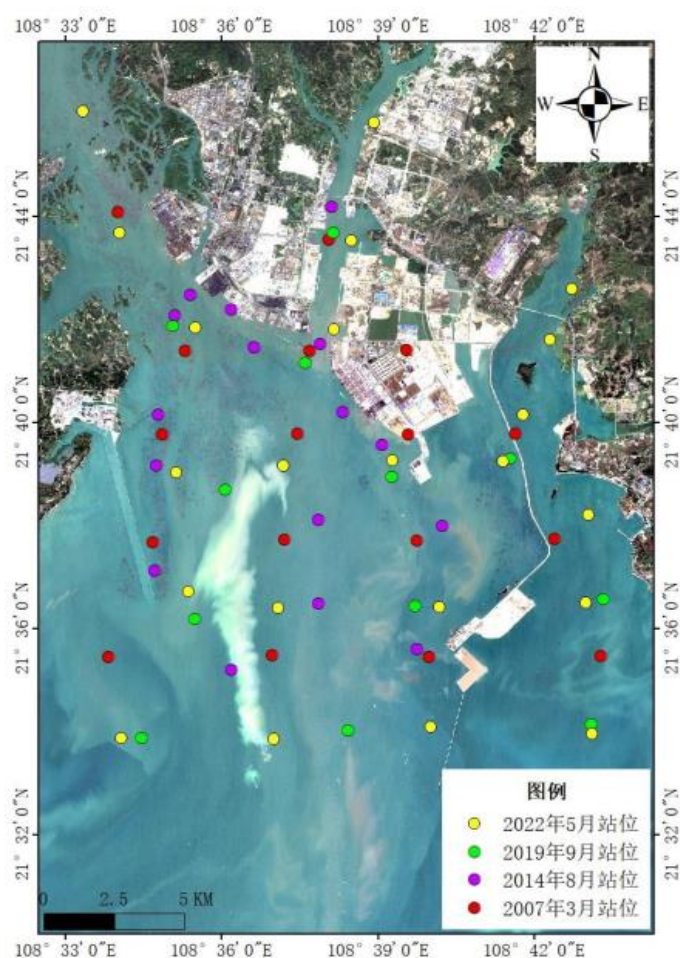 108° 33′ 0″E 108° 36′ 0″E 108° 39′ 0″E 108° 42′ 0″E
N
W E
S
21° 44′ 0″N 21° 44′ 0″N
21° 40′ 0″N 21° 40′ 0″N
21° 36′ 0″N 21° 36′ 0″N
21° 32′ 0″N 21° 32′ 0″N
图例
2022年5月站位
2019年9月站位
2014年8月站位
2007年3月站位
0 2.5 5 KM
108° 33′ 0″E 108° 36′ 0″E 108° 39′ 0″E 108° 42′ 0″E